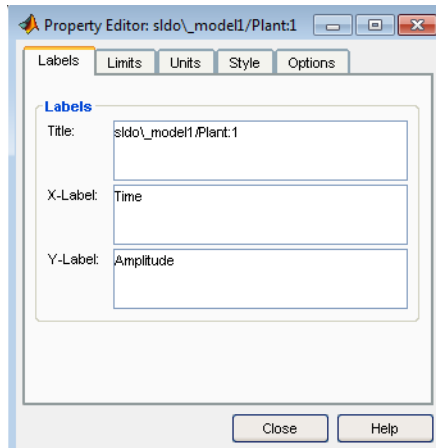 Property Editor: sldo\_model1/Plant:1
Labels Limits Units Style Options
Labels
Title: sldo\_model1/Plant:1
X-Label: Time
Y-Label: Amplitude
Close Help